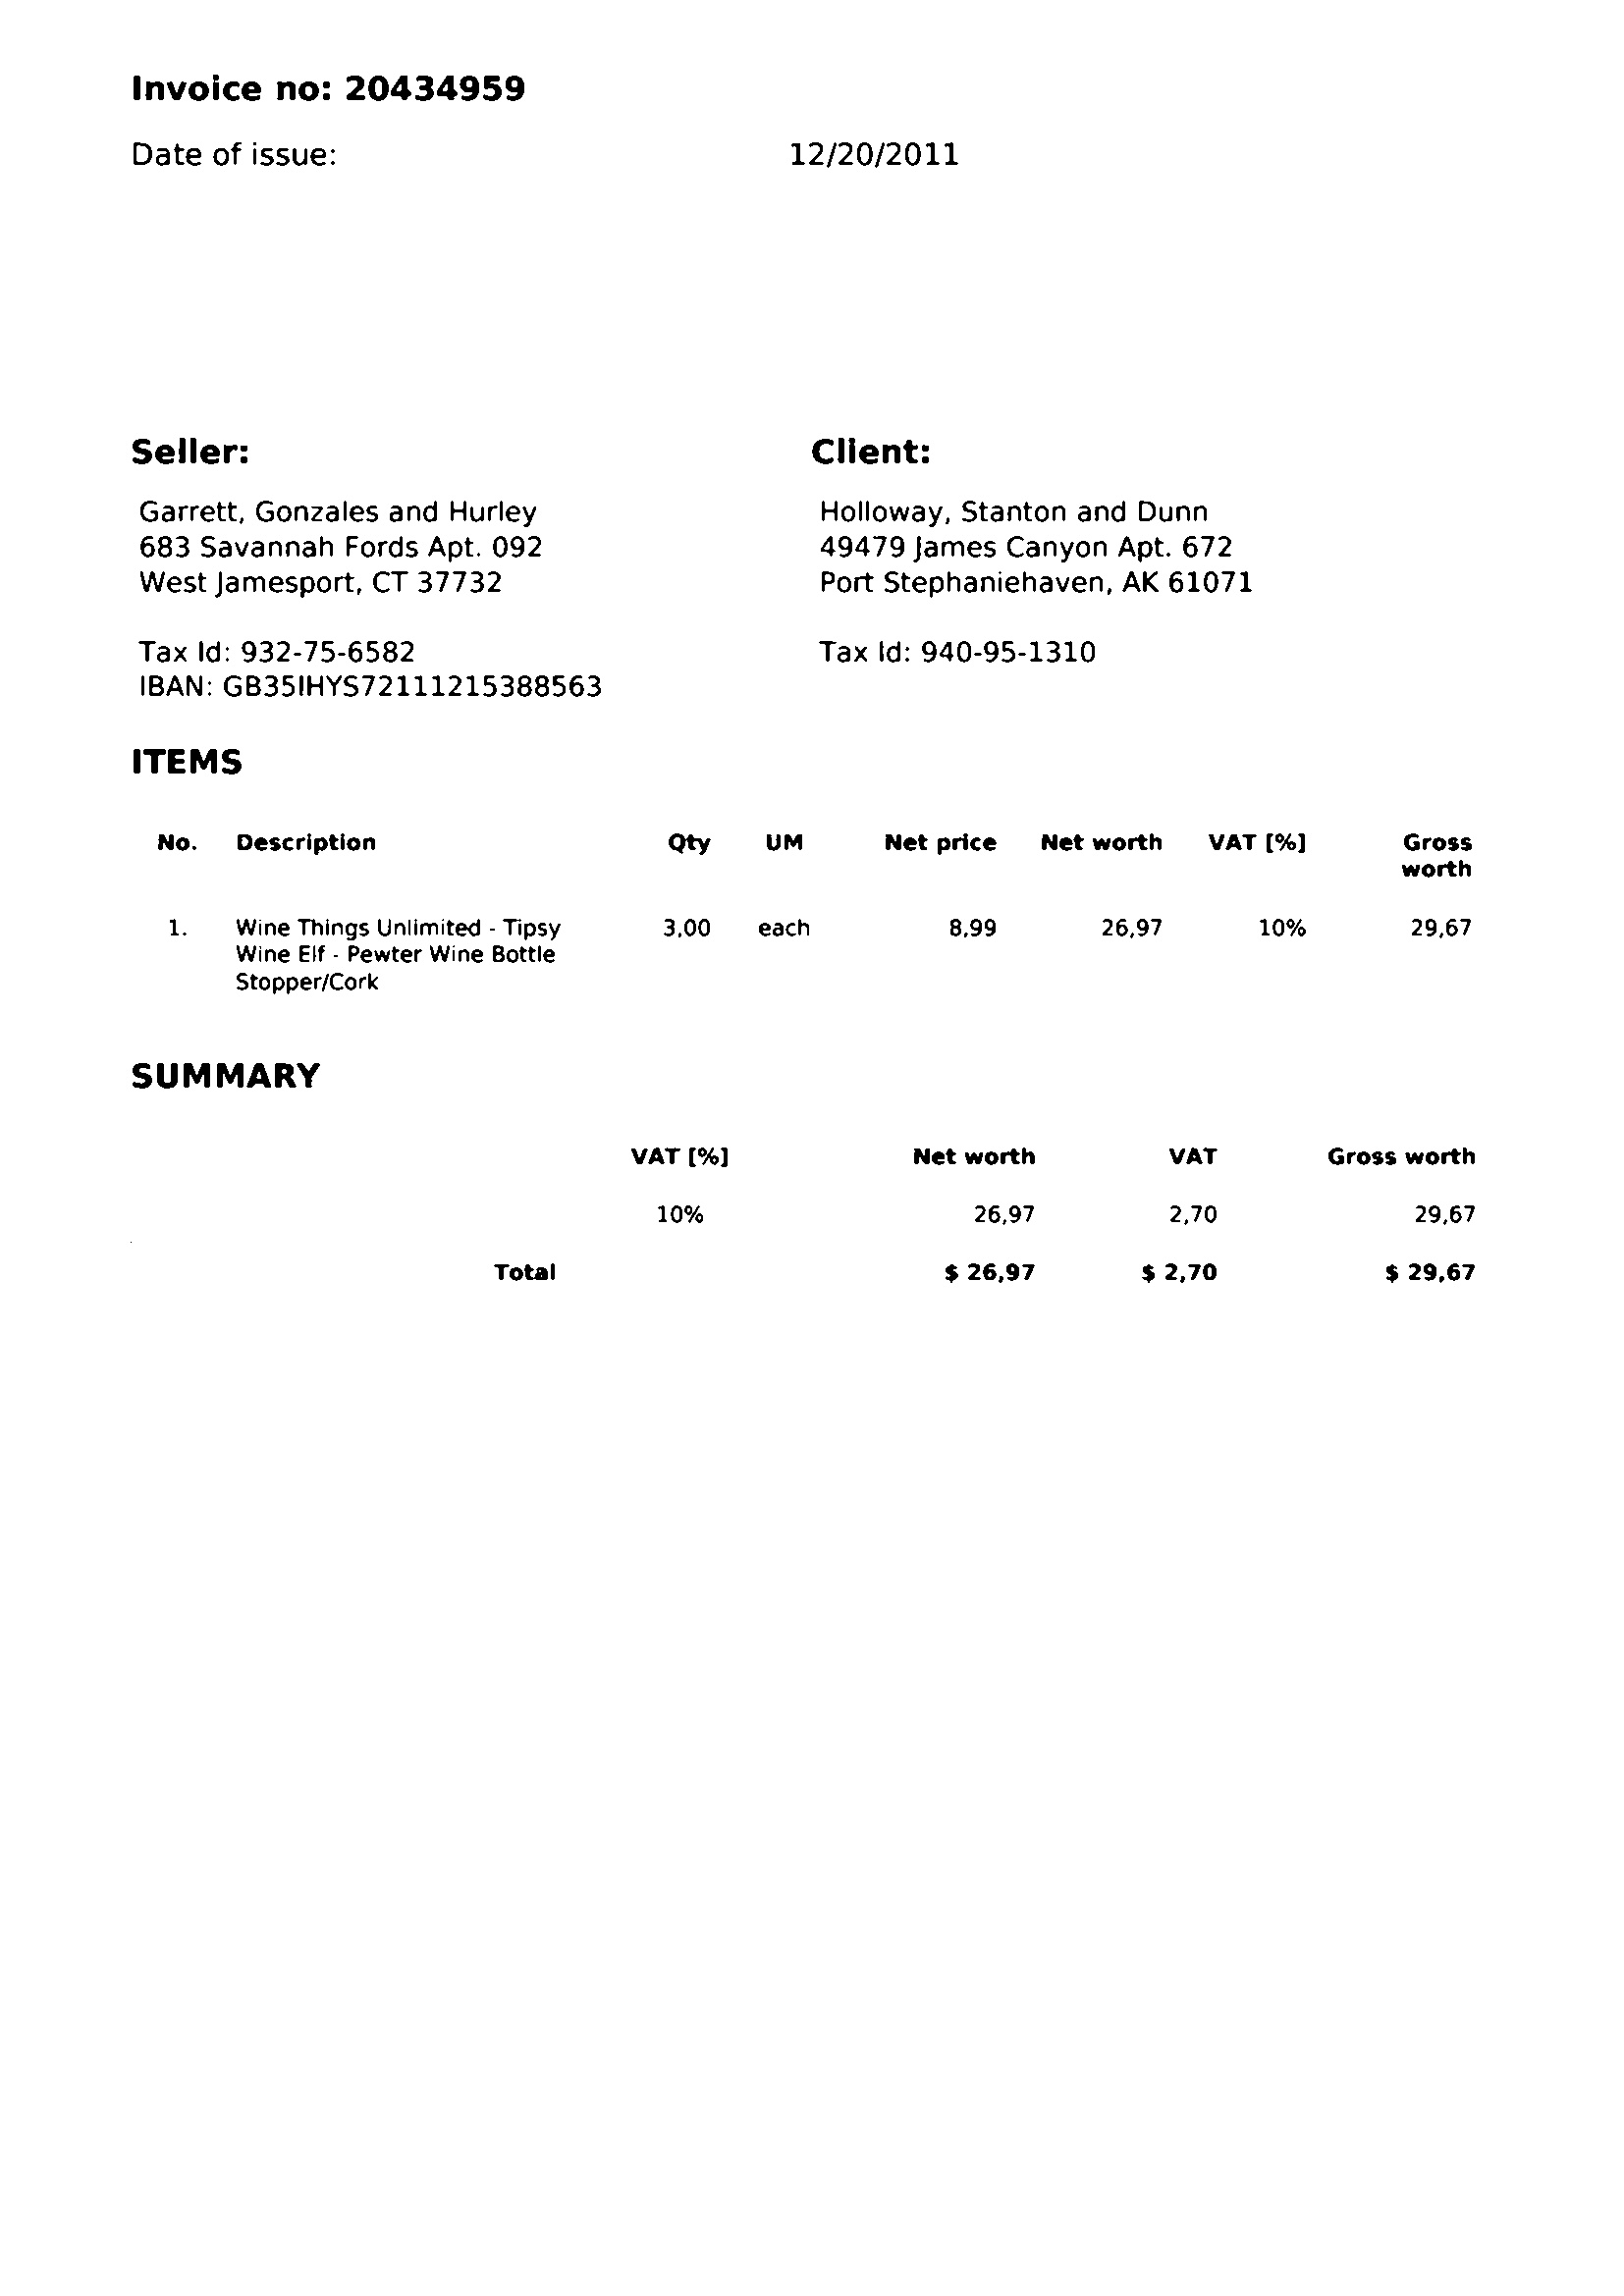 Invoice no: 20434959
Date of issue: 12/20/2011
Seller: Client:
Garrett, Gonzales and Hurley Holloway, Stanton and Dunn
683 Savannah Fords Apt. 092 49479 James Canyon Apt. 672
West Jamesport, CT 37732 Port Stephaniehaven, AK 61071
Tax Id: 932-75-6582 Tax Id: 940-95-1310
IBAN: GB35IHYS72111215388563
ITEMS
No. Description Qty UM Net price Net worth VAT [%] Gross
worth
1. Wine Things Unlimited - Tipsy 3,00 each 8,99 26,97 10% 29,67
Wine Elf - Pewter Wine Bottle
Stopper/Cork
SUMMARY
VAT [%] Net worth VAT Gross worth
10% 26,97 2,70 29,67
Total $ 26,97 $ 2,70 $ 29,67